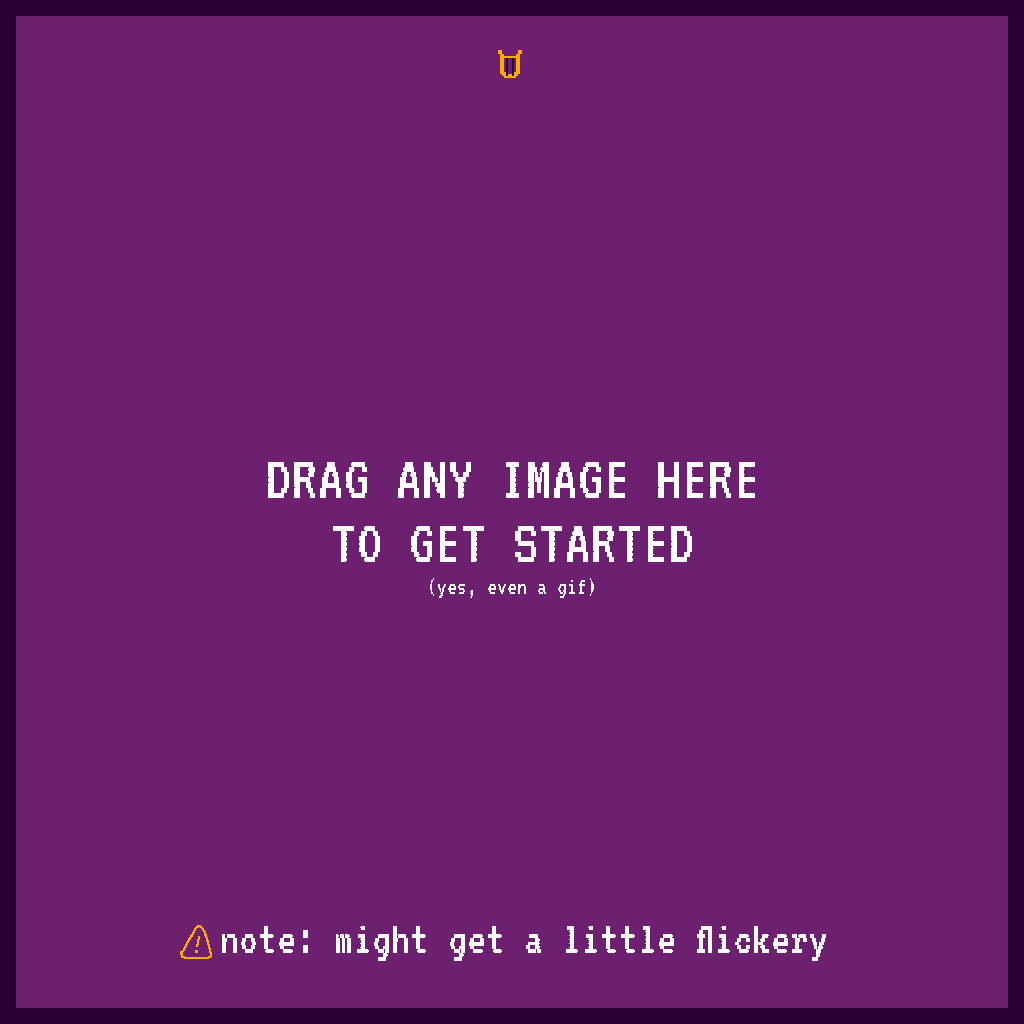 DRAG ANY IMAGE HERE
TO GET STARTED
(yes, even a gif)
note: might get a little flickery